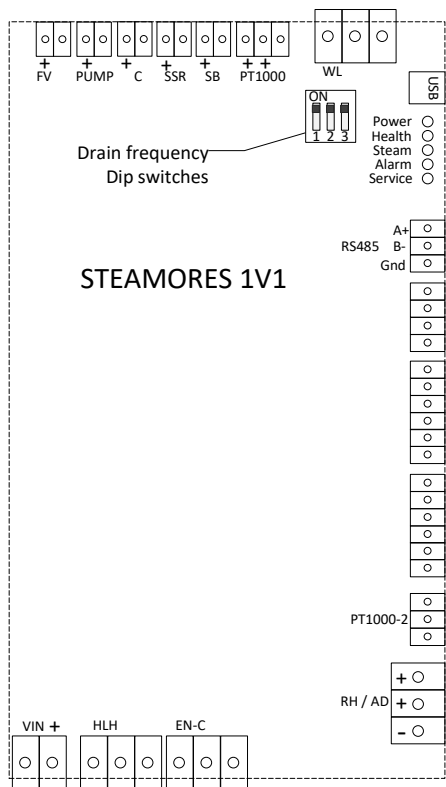 + + + + + + +
FV PUMP C SSR SB PT1000 WL
USB
ON
1 2 3
Power
Health
Steam
Alarm
Service
Drain frequency
Dip switches
A+
RS485 B-
Gnd
STEAMORES 1V1
PT1000-2
+
RH / AD +
-
VIN + HLH EN-C